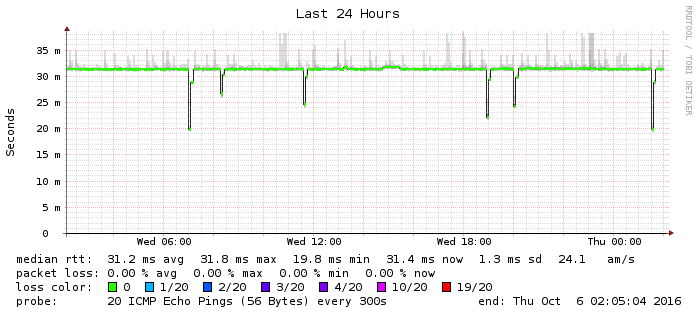 Last 24 Hours
RRDTOOL / TOBI OETIKER
Seconds
35 m
30 m
25 m
20 m
15 m
10 m
5 m
0
Wed 06:00 Wed 12:00 Wed 18:00 Thu 00:00
median rtt: 31.2 ms avg 31.8 ms max 19.8 ms min 31.4 ms now 1.3 ms sd 24.1 am/s
packet loss: 0.00 % avg 0.00 % max 0.00 % min 0.00 % now
loss color: 0 1/20 2/20 3/20 4/20 10/20 19/20
probe: 20 ICMP Echo Pings (56 Bytes) every 300s end: Thu Oct 6 02:05:04 2016